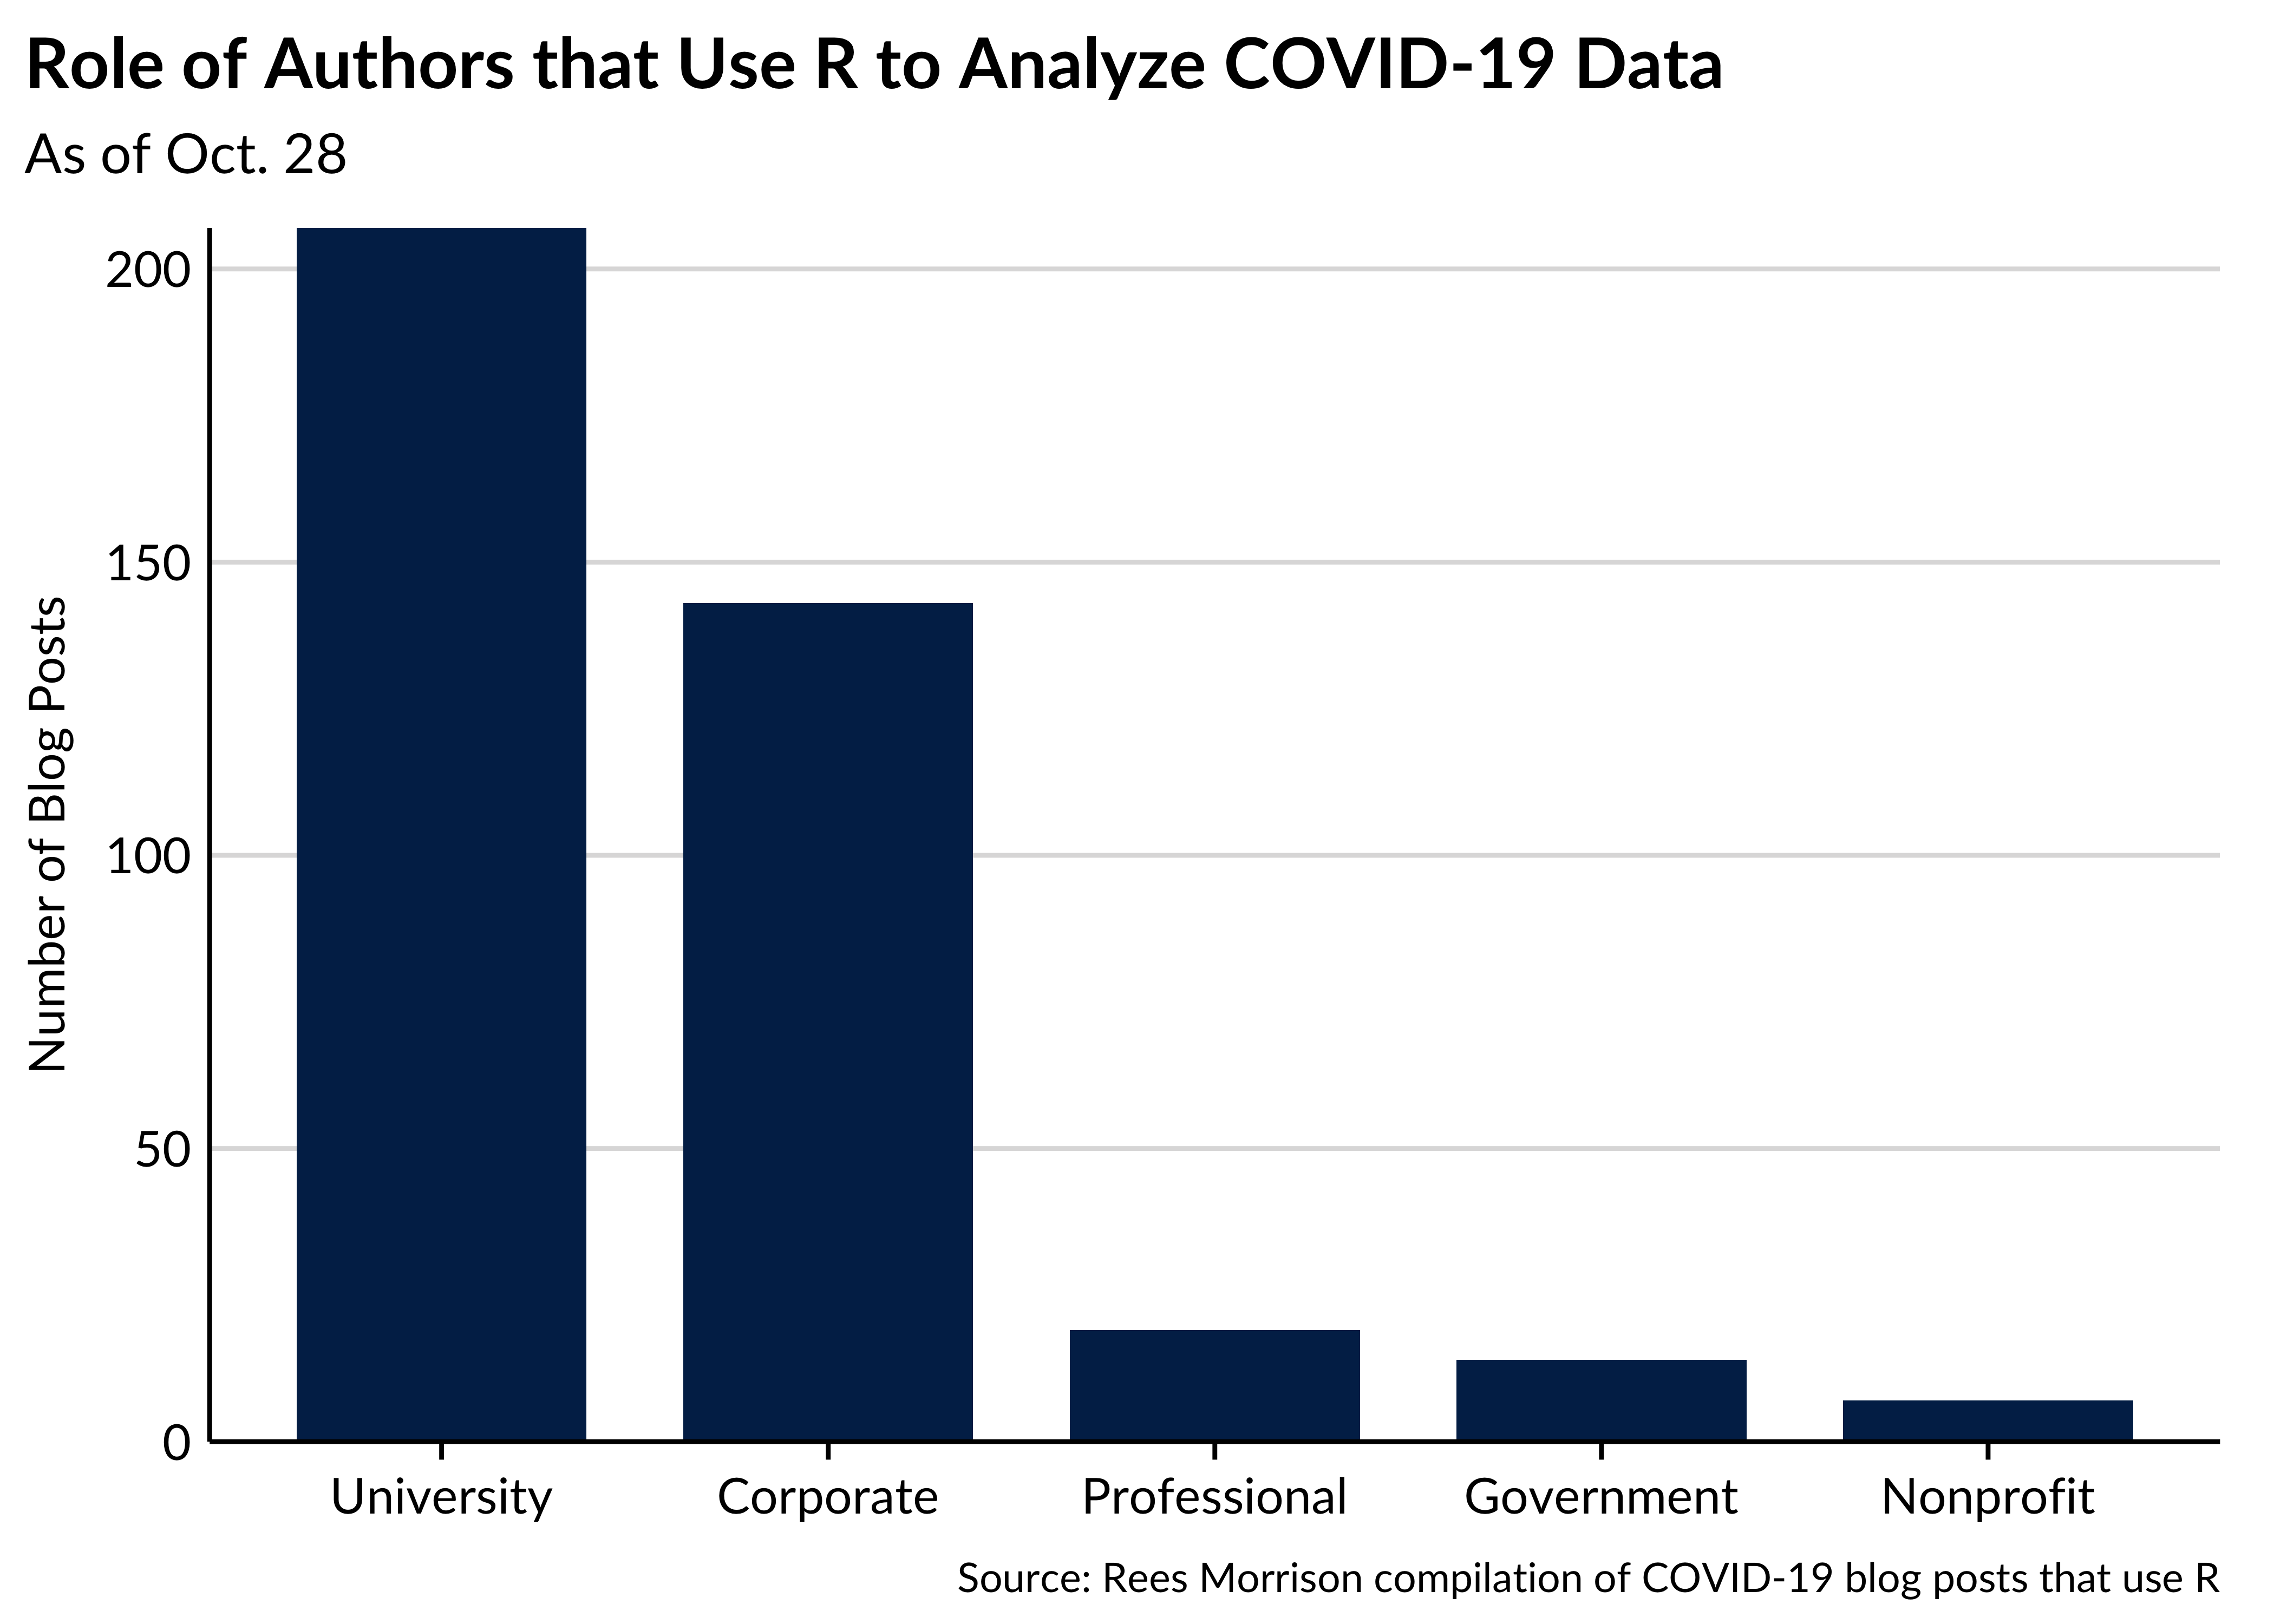 Role of Authors that Use R to Analyze COVID-19 Data
As of Oct. 28
200
150
100
50
0
Number of Blog Posts
University
Corporate
Professional
Government
Nonprofit
Source: Rees Morrison compilation of COVID-19 blog posts that use R